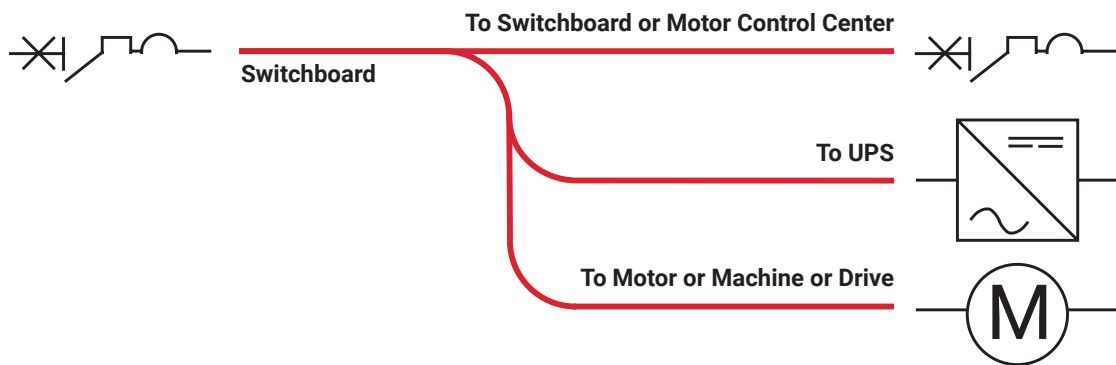 To Switchboard or Motor Control Center
Switchboard
To UPS
To Motor or Machine or Drive
M